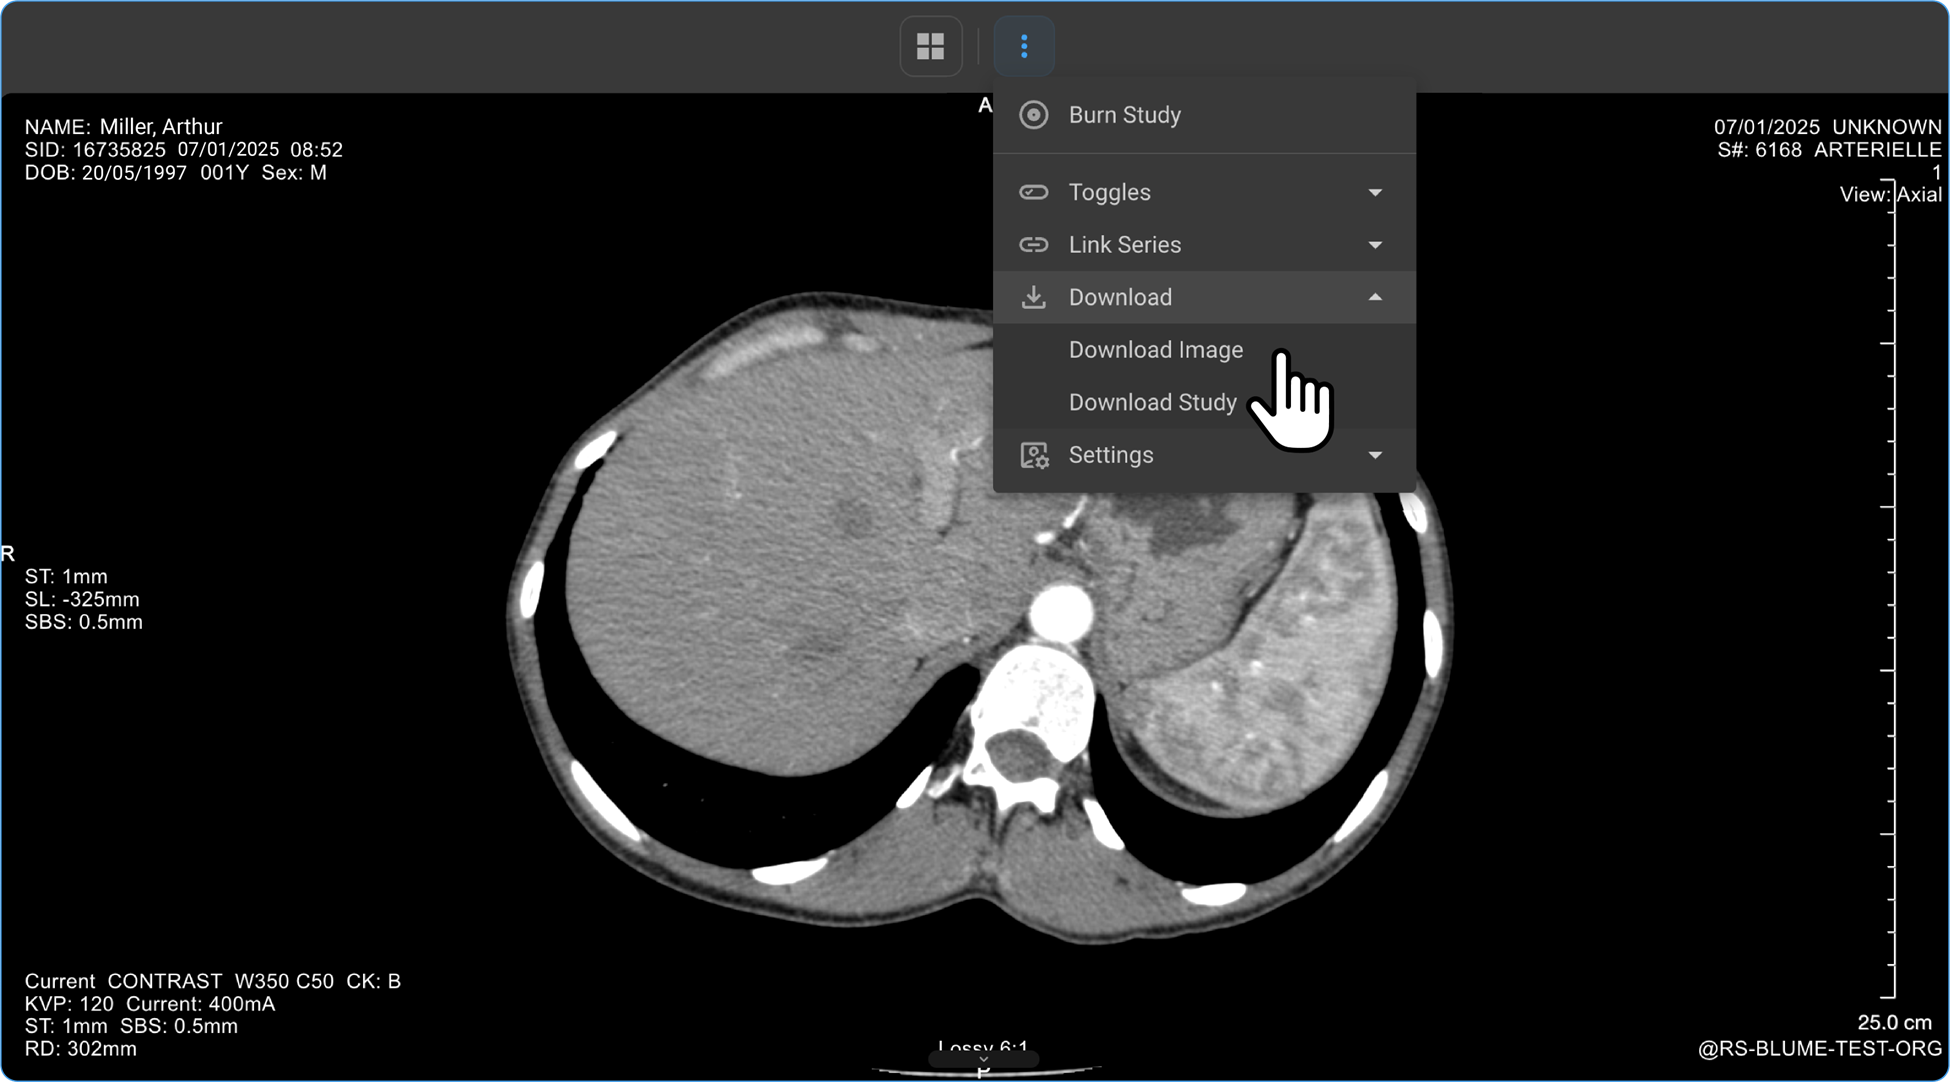 A
NAME: Miller, Arthur
SID: 16735825 07/01/2025 08:52
DOB: 20/05/1997 001Y Sex: M
07/01/2025 UNKNOWN
S#: 6168 ARTERIELLE
1
View: Axial
Burn Study
Toggles
Link Series
Download
Download Image
Download Study
Settings
R
ST: 1mm
SL: -325mm
SBS: 0.5mm
Current CONTRAST W350 C50 CK: B
KVP: 120 Current: 400mA
ST: 1mm SBS: 0.5mm
RD: 302mm
Lossy 6:1
P
25.0 cm
@RS-BLUME-TEST-ORG